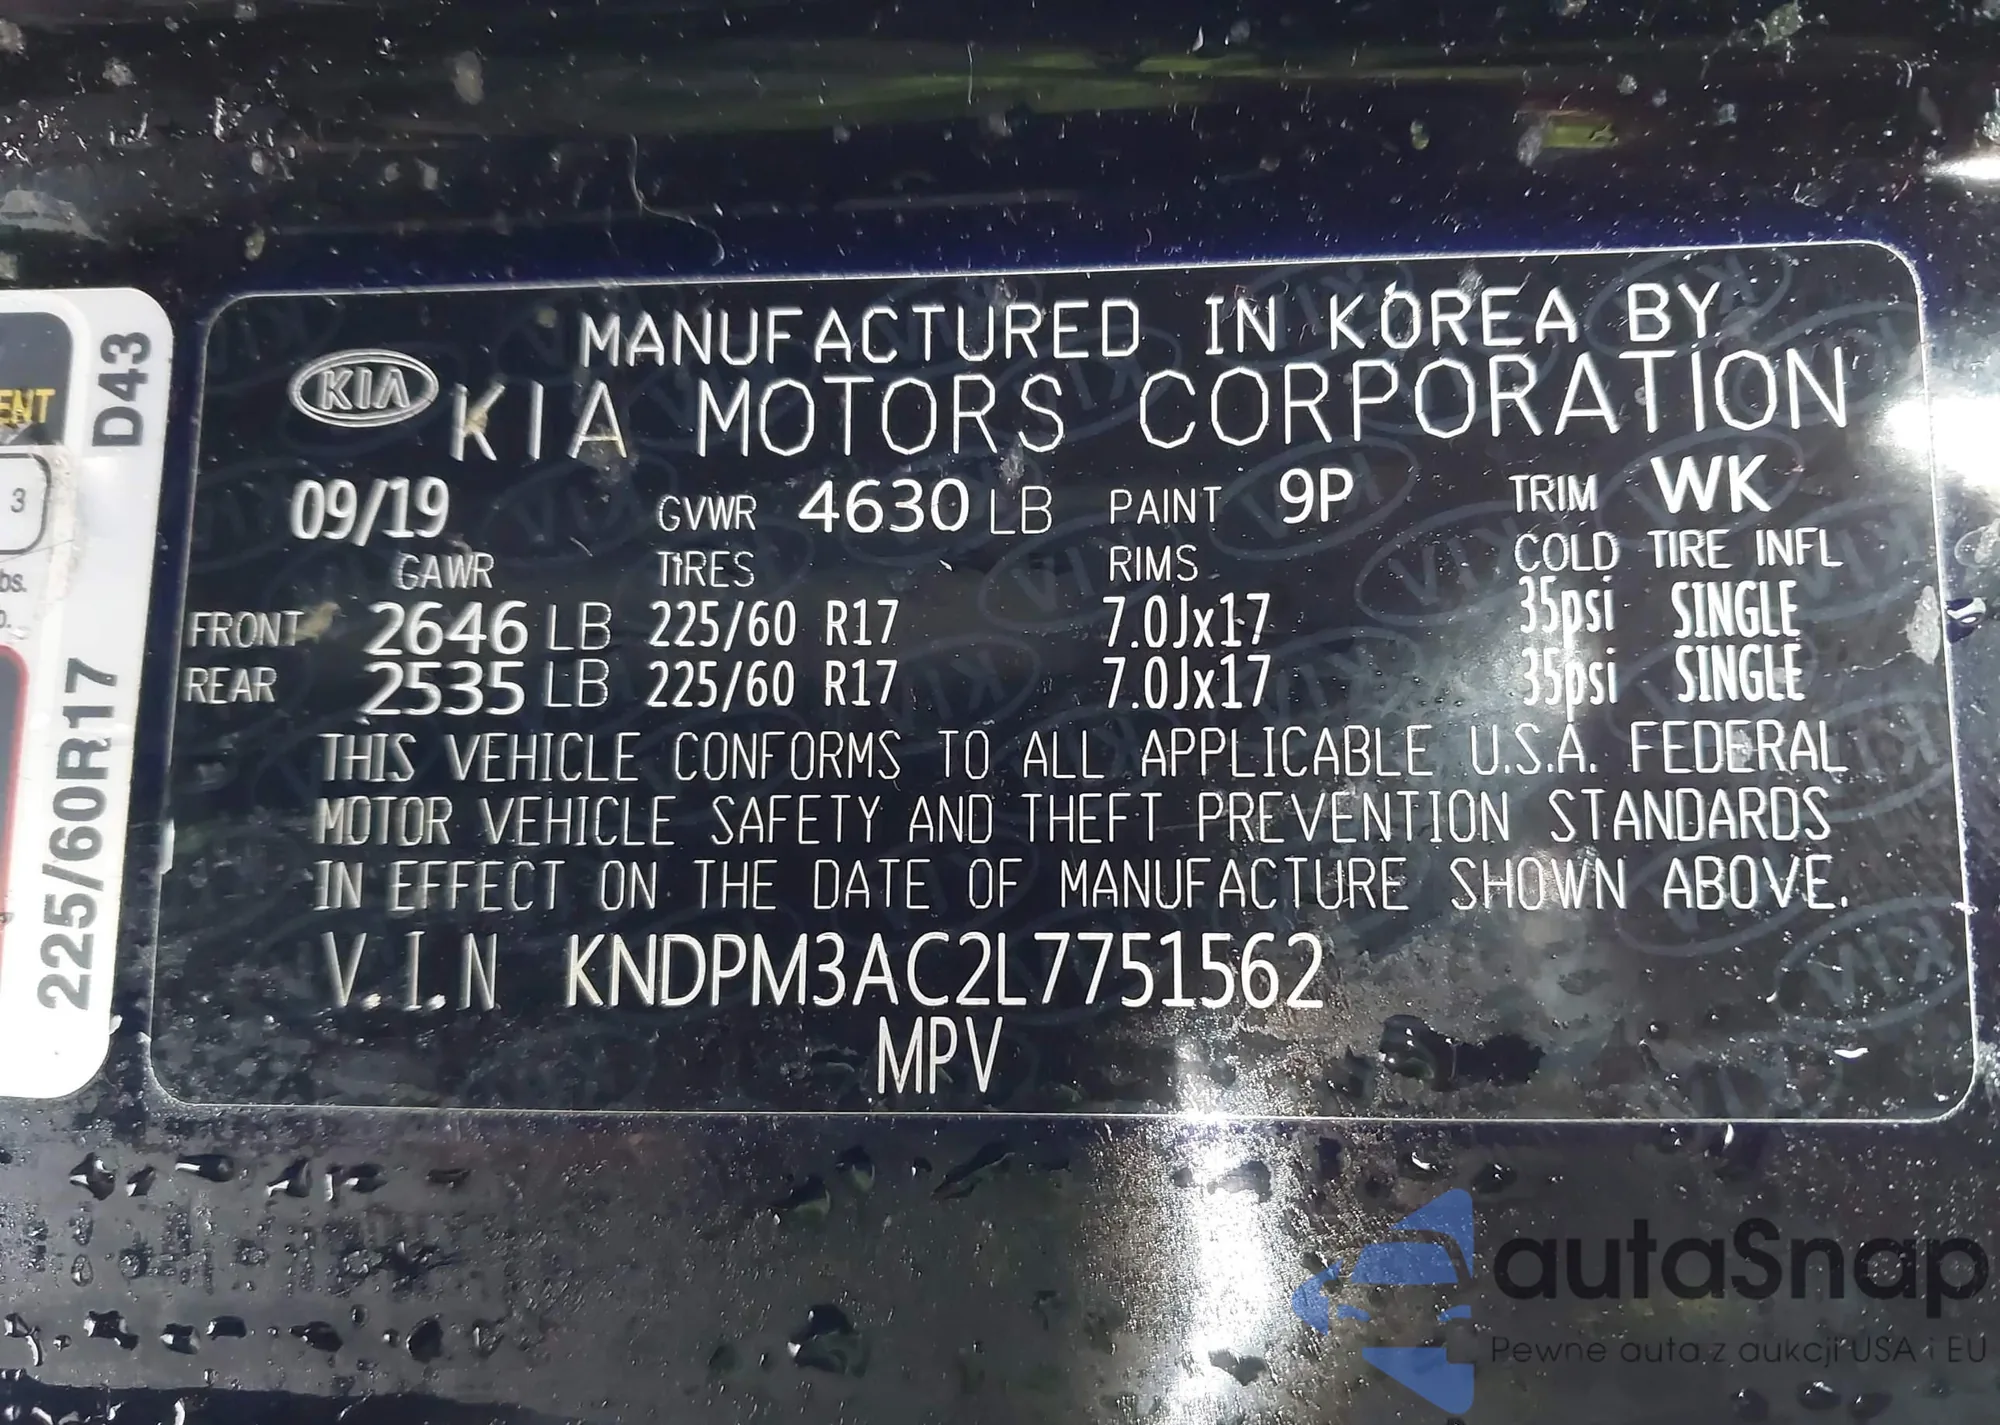 MANUFACTURED IN KOREA BY
KIA KIA MOTORS CORPORATION
09/19 GVWR 4630 LB PAINT 9P TRIM WK
GAWR TIRES RIMS COLD TIRE INFL
FRONT 2646 LB 225/60 R17 7.0Jx17 35psi SINGLE
REAR 2535 LB 225/60 R17 7.0Jx17 35psi SINGLE
THIS VEHICLE CONFORMS TO ALL APPLICABLE U.S.A. FEDERAL
MOTOR VEHICLE SAFETY AND THEFT PREVENTION STANDARDS
IN EFFECT ON THE DATE OF MANUFACTURE SHOWN ABOVE.
V.I.N KNDPM3AC2L7751562
MPV
D43
225/60R17
3
autaSnap
Pewne auta z aukcji USA i EU